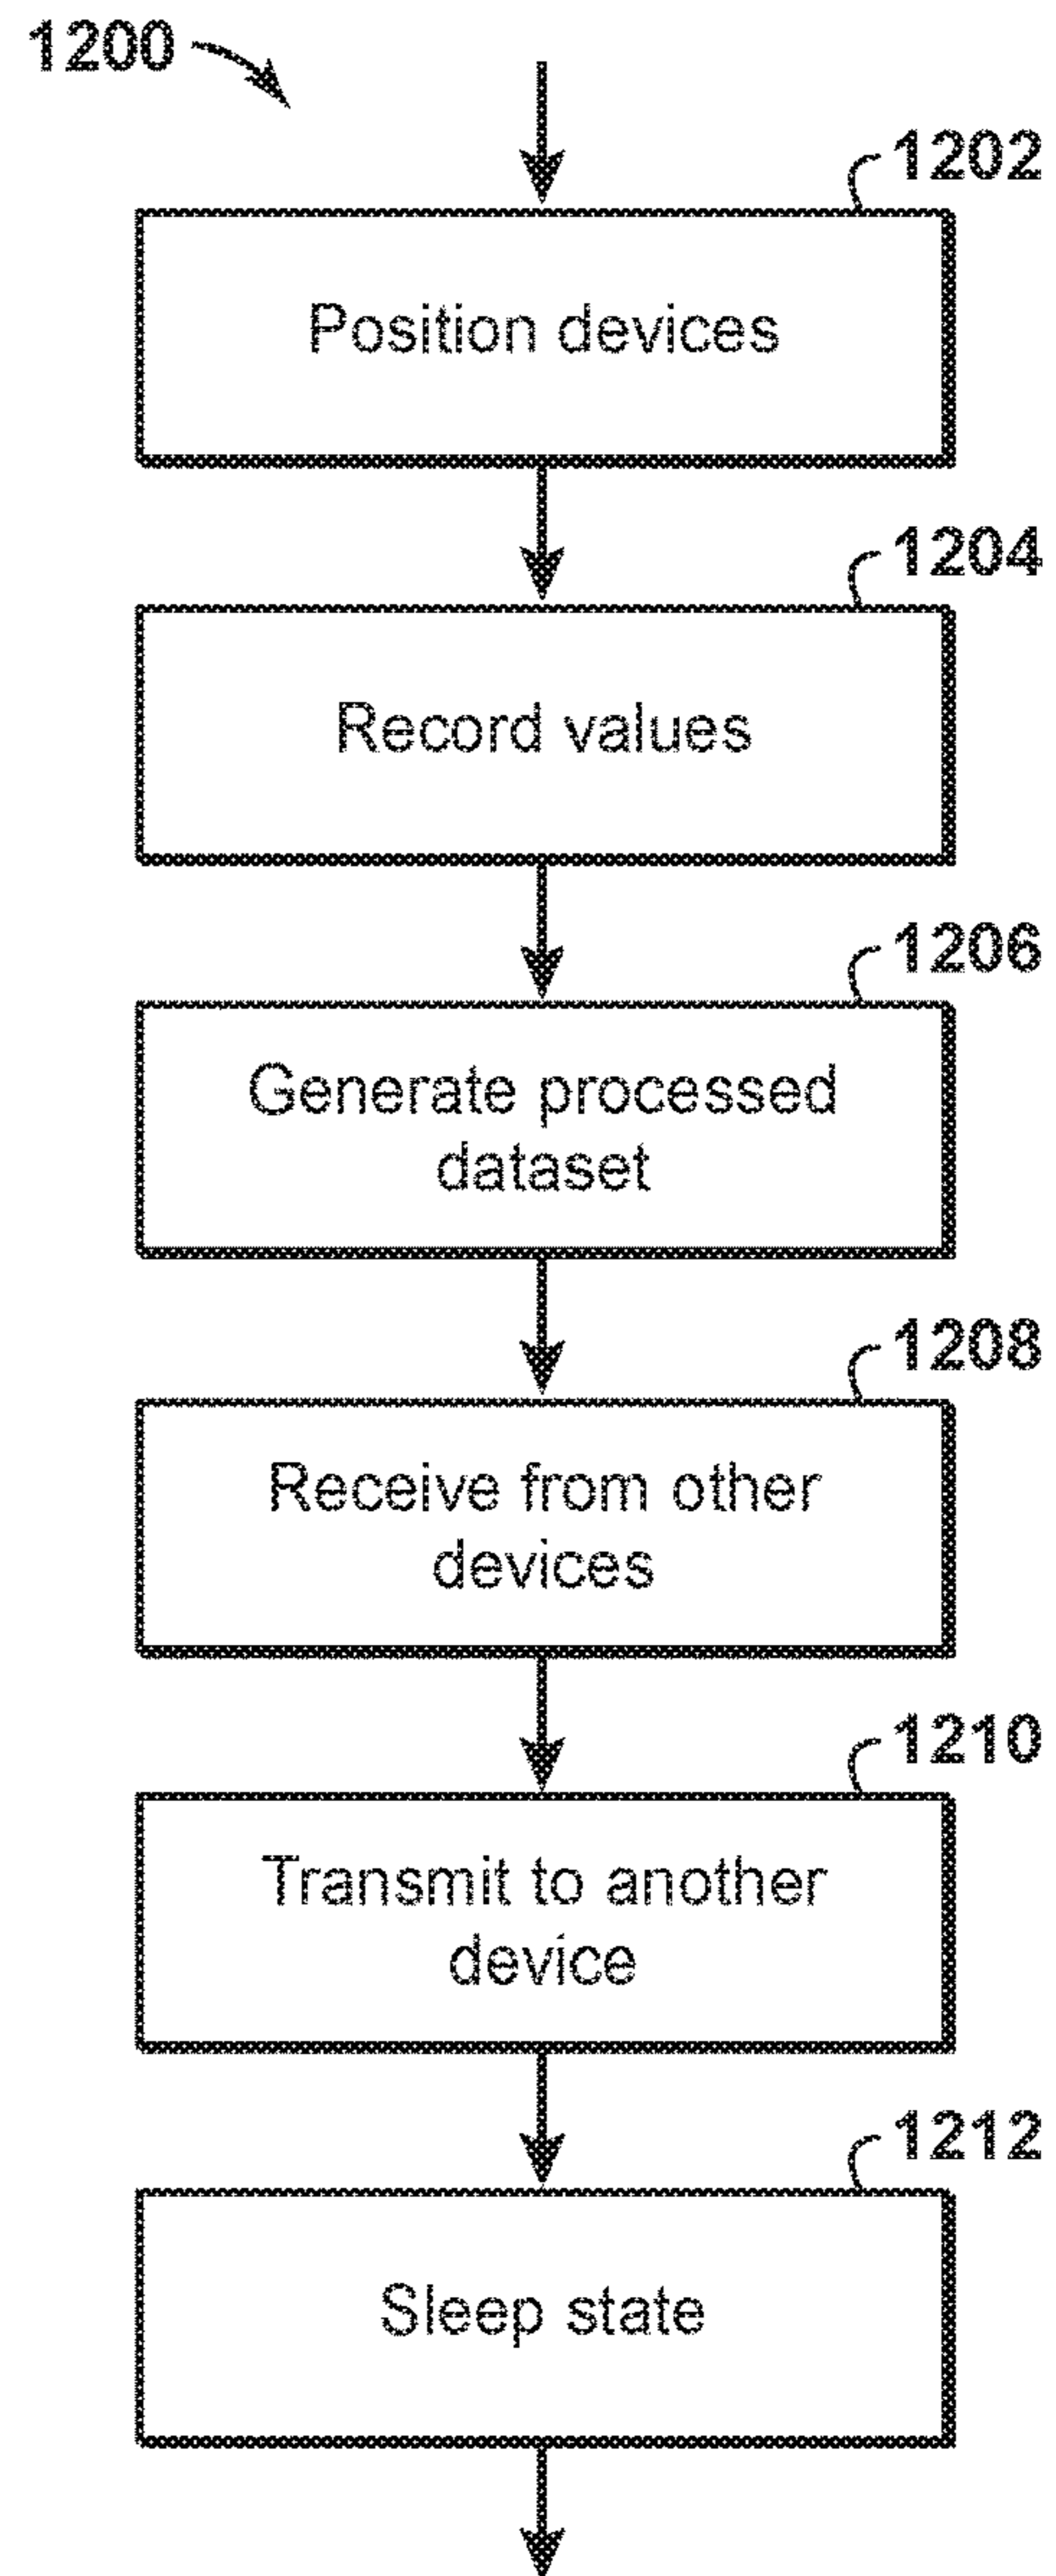 1200
1202
Position devices
1204
Record values
1206
Generate processed
dataset
1208
Receive from other
devices
1210
Transmit to another
device
1212
Sleep state